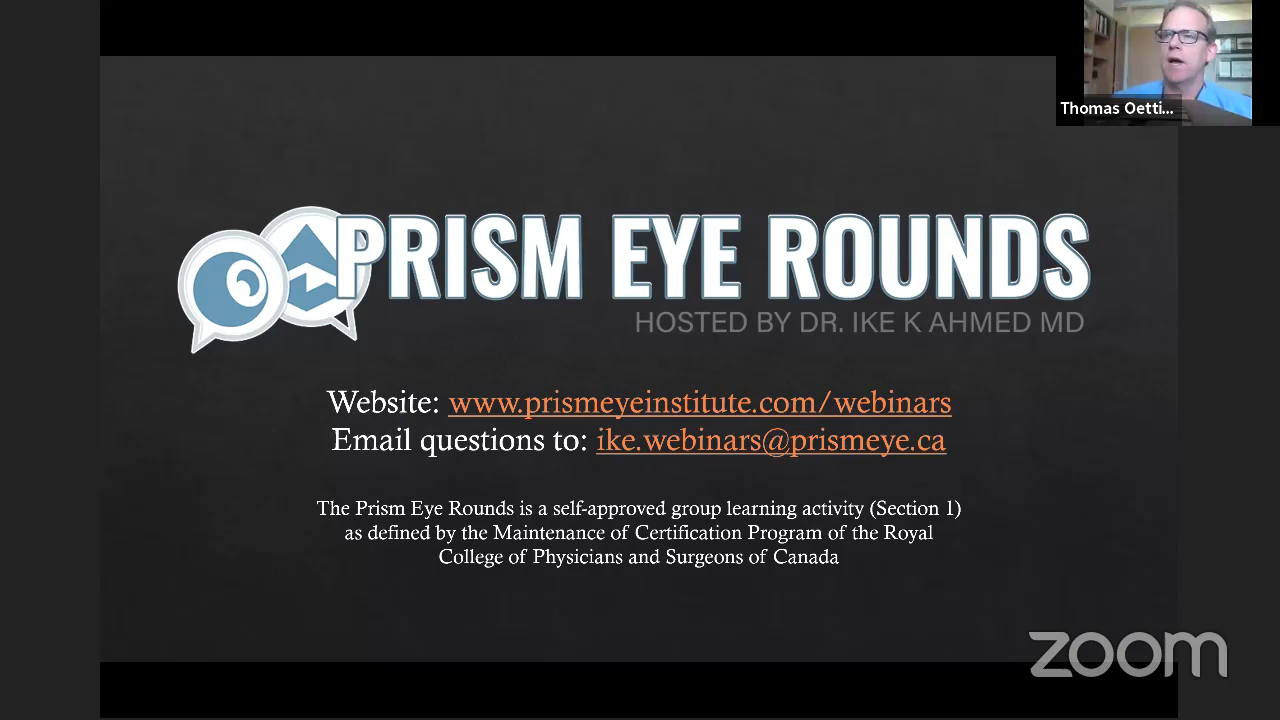 Thomas Oetti...
PRISM EYE ROUNDS
HOSTED BY DR. IKE K AHMED MD
Website: www.prismeyeinstitute.com/webinars
Email questions to: ike.webinars@prismeye.ca
The Prism Eye Rounds is a self-approved group learning activity (Section 1)
as defined by the Maintenance of Certification Program of the Royal
College of Physicians and Surgeons of Canada
zoom